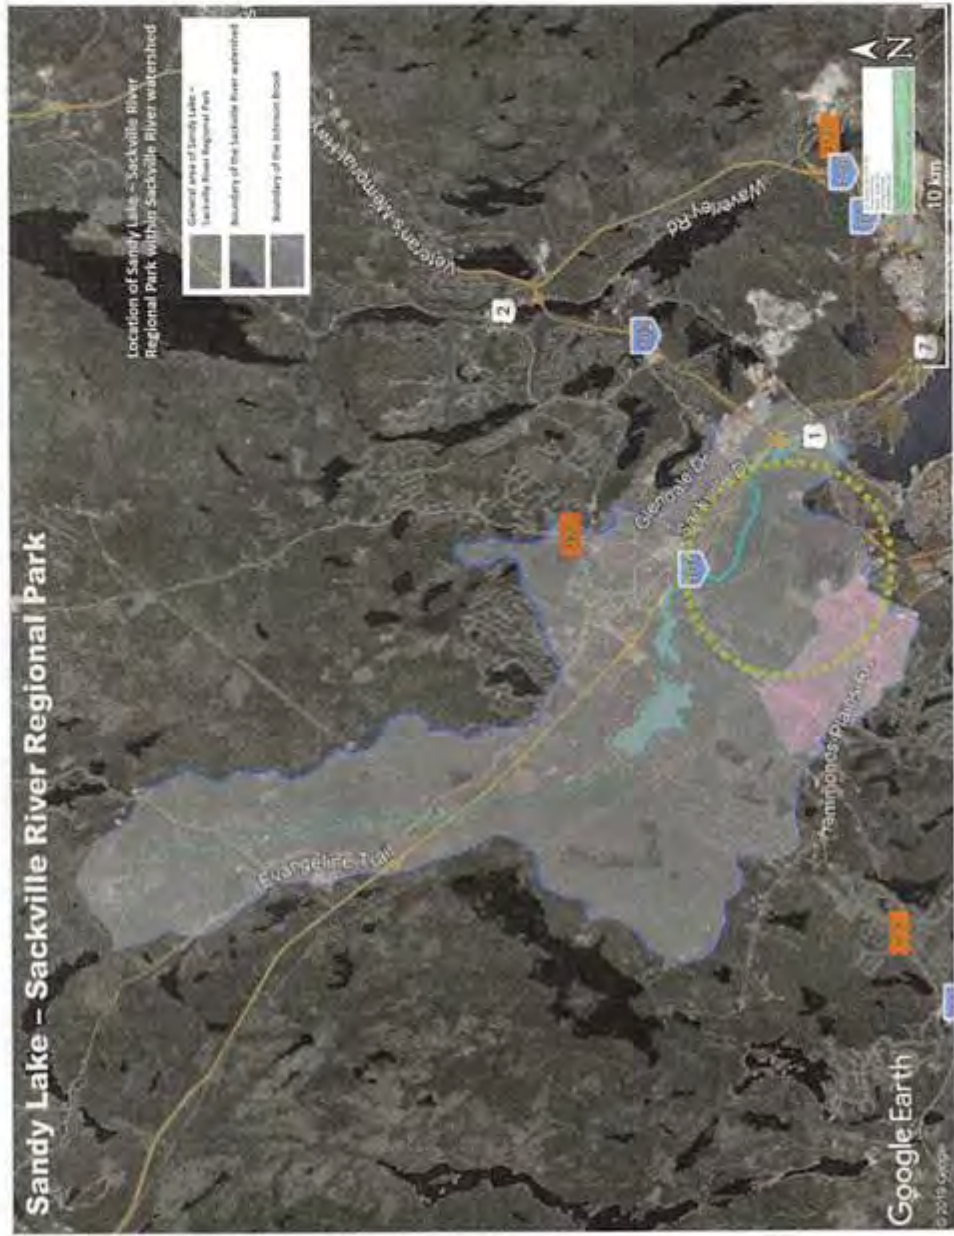 Sandy Lake – Sackville River Regional Park
Location of Sandy Lake – Sackville River
Regional Park within Sackville River watershed
General area of Sandy Lake –
Sackville River Regional Park
Boundary of the Sackville River watershed
Boundary of the Johnson Brook
Veteran's Memorial Hwy
Waverley Rd
2
Glendale Dr
1
7
Evangeline Trail
Hammonds Plains Rd
10 km
N
Google Earth
© 2019 Google